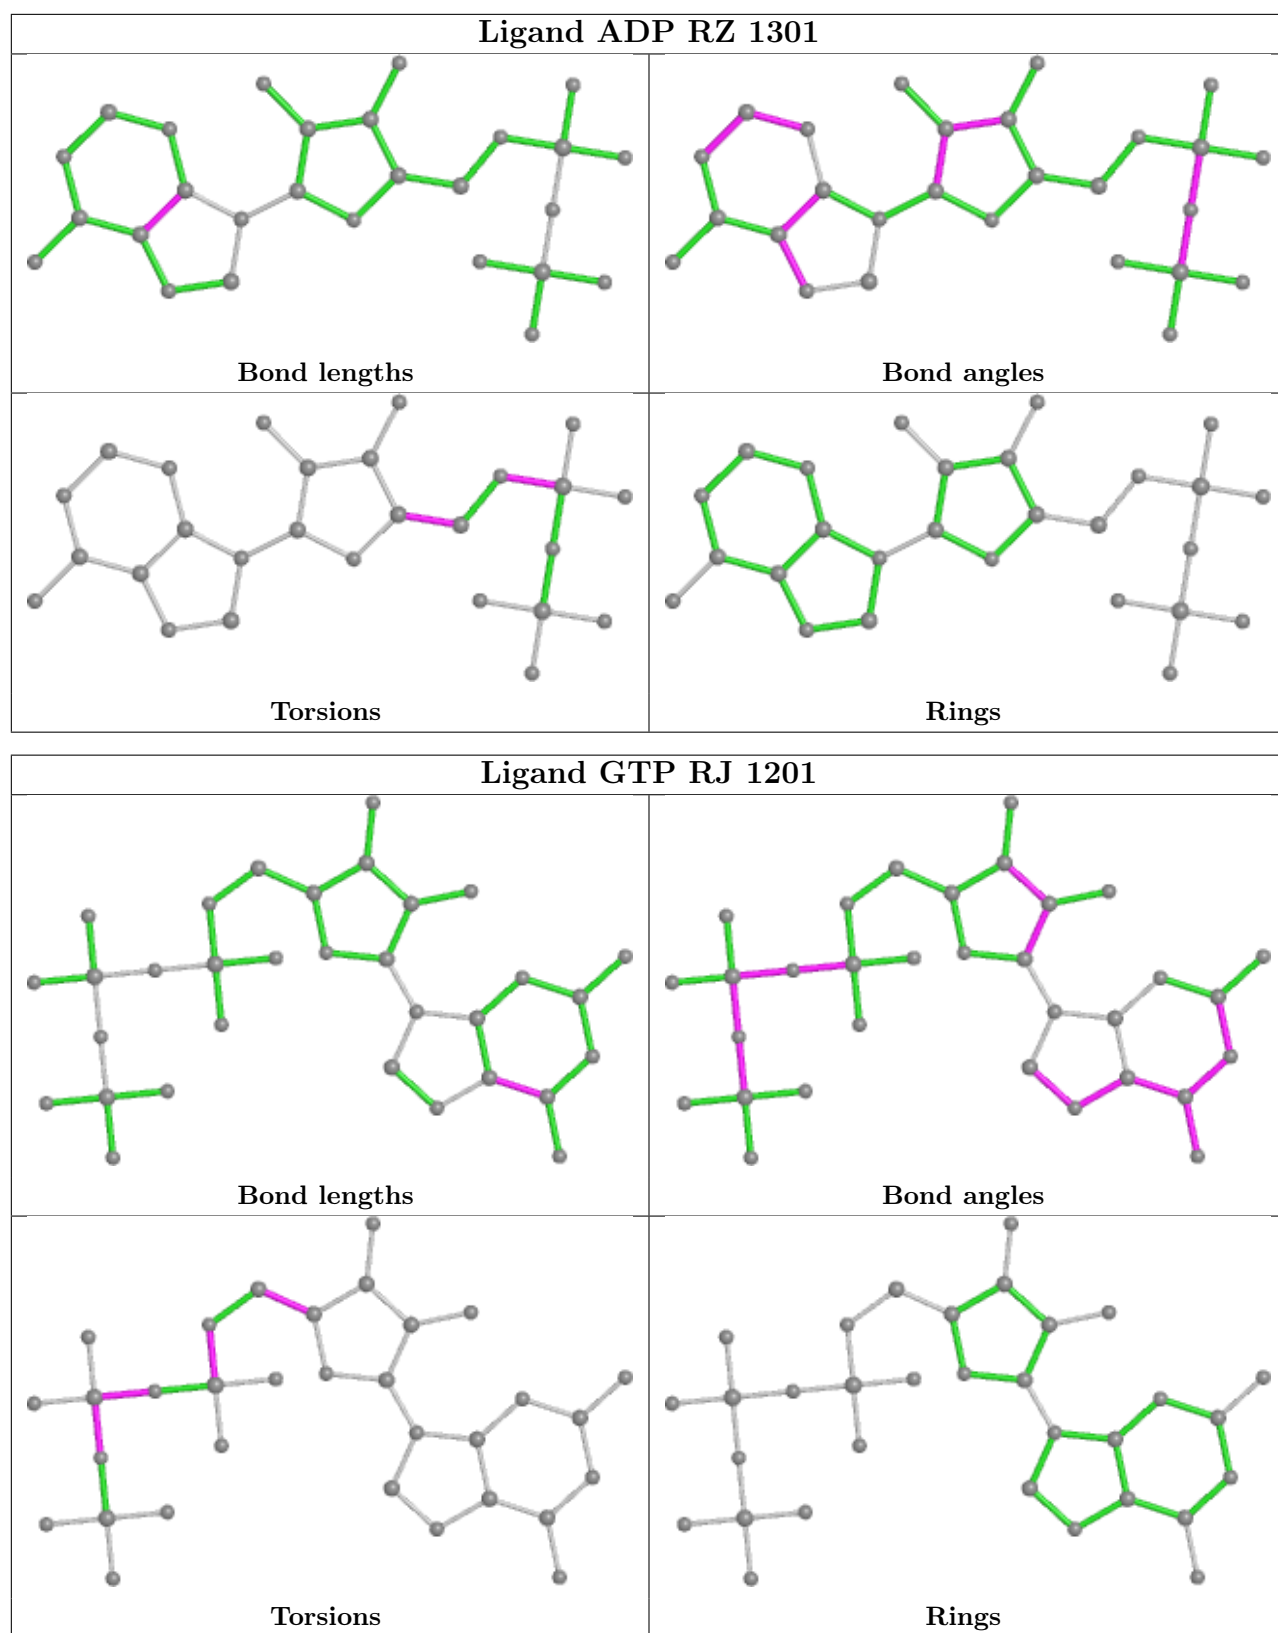 Ligand ADP RZ 1301
Bond lengths
Bond angles
Torsions
Rings
Ligand GTP RJ 1201
Bond lengths
Bond angles
Torsions
Rings